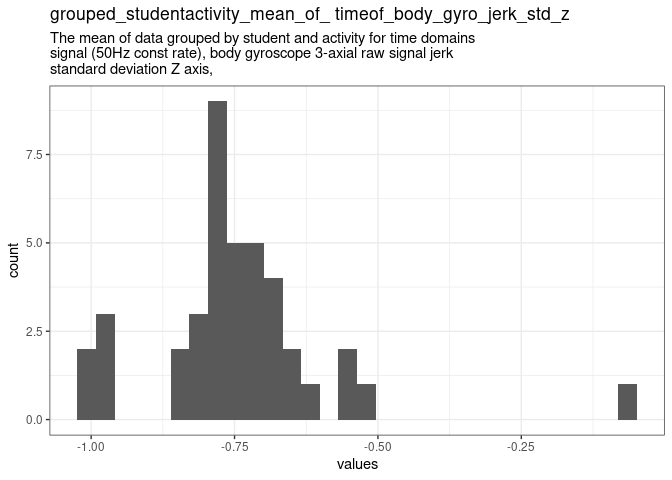 grouped_studentactivity_mean_of_ timeof_body_gyro_jerk_std_z
The mean of data grouped by student and activity for time domains
signal (50Hz const rate), body gyroscope 3-axial raw signal jerk
standard deviation Z axis,
7.5
5.0
2.5
0.0
count
-1.00 -0.75 -0.50 -0.25
values